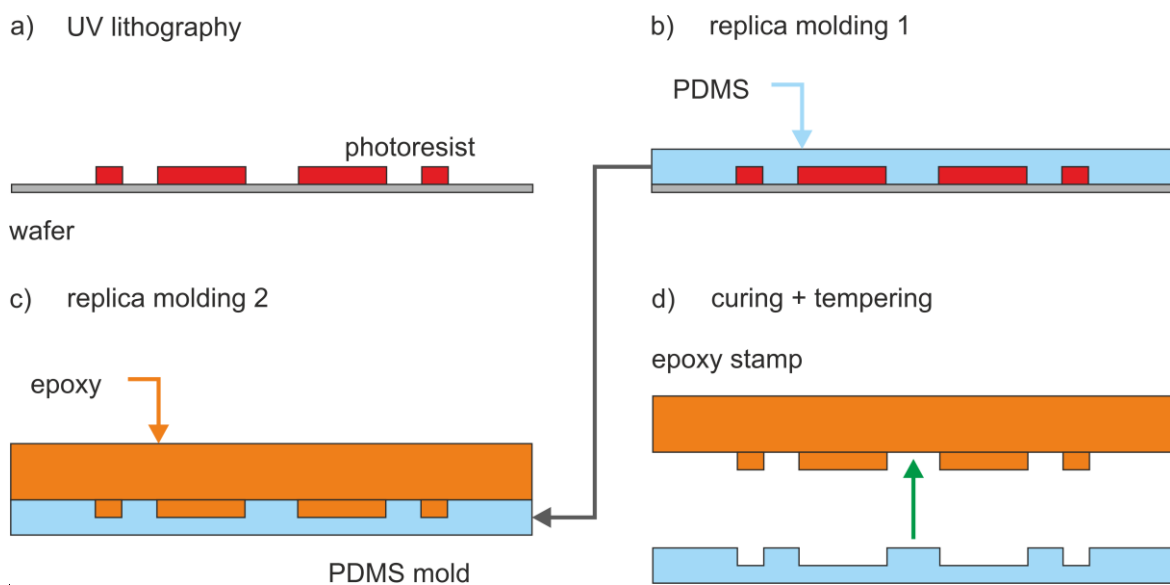 a) UV lithography
photoresist
wafer
b) replica molding 1
PDMS
c) replica molding 2
epoxy
PDMS mold
d) curing + tempering
epoxy stamp